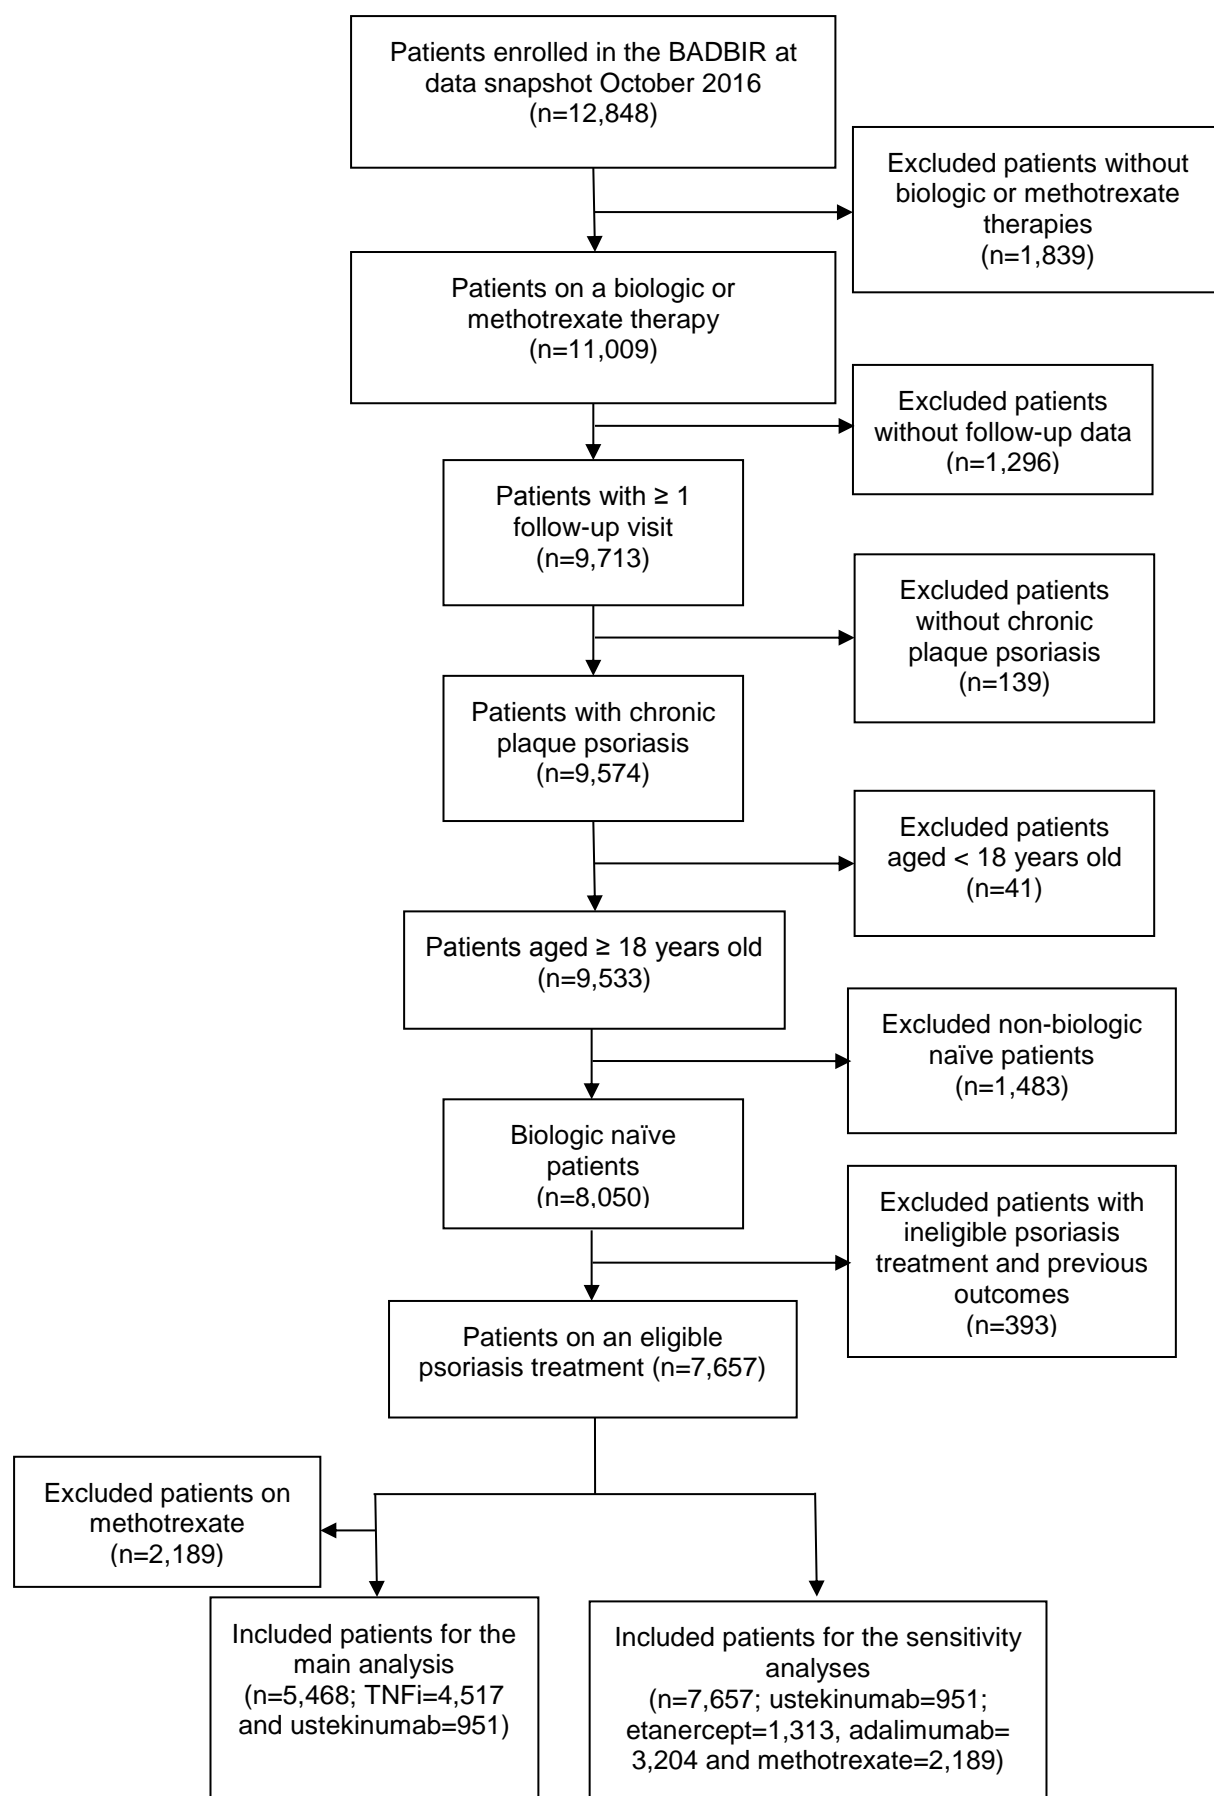 Patients enrolled in the BADBIR at
data snapshot October 2016
(n=12,848)
Excluded patients without
biologic or methotrexate
therapies
(n=1,839)
Patients on a biologic or
methotrexate therapy
(n=11,009)
Excluded patients
without follow-up data
(n=1,296)
Patients with ≥ 1
follow-up visit
(n=9,713)
Excluded patients
without chronic
plaque psoriasis
(n=139)
Patients with chronic
plaque psoriasis
(n=9,574)
Excluded patients
aged < 18 years old
(n=41)
Patients aged ≥ 18 years old
(n=9,533)
Excluded non-biologic
naïve patients
(n=1,483)
Biologic naïve
patients
(n=8,050)
Excluded patients with
ineligible psoriasis
treatment and previous
outcomes
(n=393)
Patients on an eligible
psoriasis treatment (n=7,657)
Excluded patients on
methotrexate
(n=2,189)
Included patients for the
main analysis
(n=5,468; TNFi=4,517
and ustekinumab=951)
Included patients for the sensitivity
analyses
(n=7,657; ustekinumab=951;
etanercept=1,313, adalimumab=
3,204 and methotrexate=2,189)